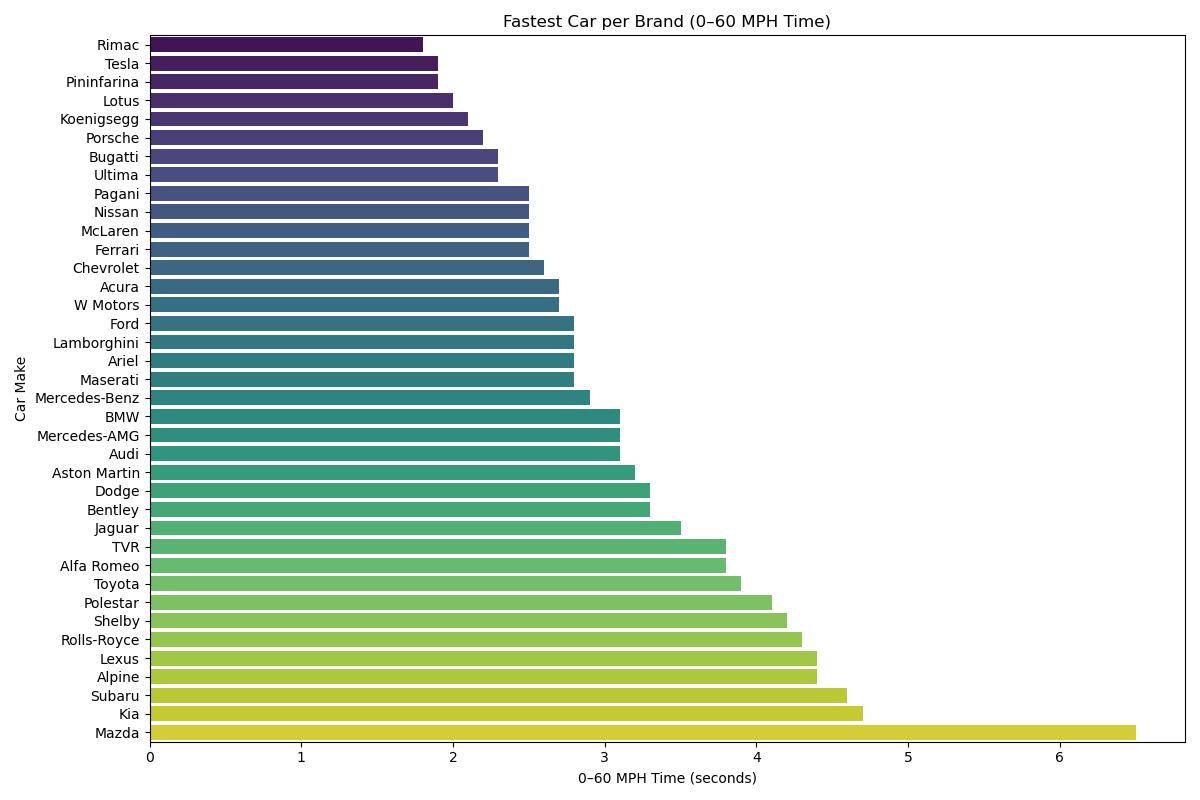 Fastest Car per Brand (0–60 MPH Time)
Car Make
Rimac
Tesla
Pininfarina
Lotus
Koenigsegg
Porsche
Bugatti
Ultima
Pagani
Nissan
McLaren
Ferrari
Chevrolet
Acura
W Motors
Ford
Lamborghini
Ariel
Maserati
Mercedes-Benz
BMW
Mercedes-AMG
Audi
Aston Martin
Dodge
Bentley
Jaguar
TVR
Alfa Romeo
Toyota
Polestar
Shelby
Rolls-Royce
Lexus
Alpine
Subaru
Kia
Mazda
0 1 2 3 4 5 6
0–60 MPH Time (seconds)